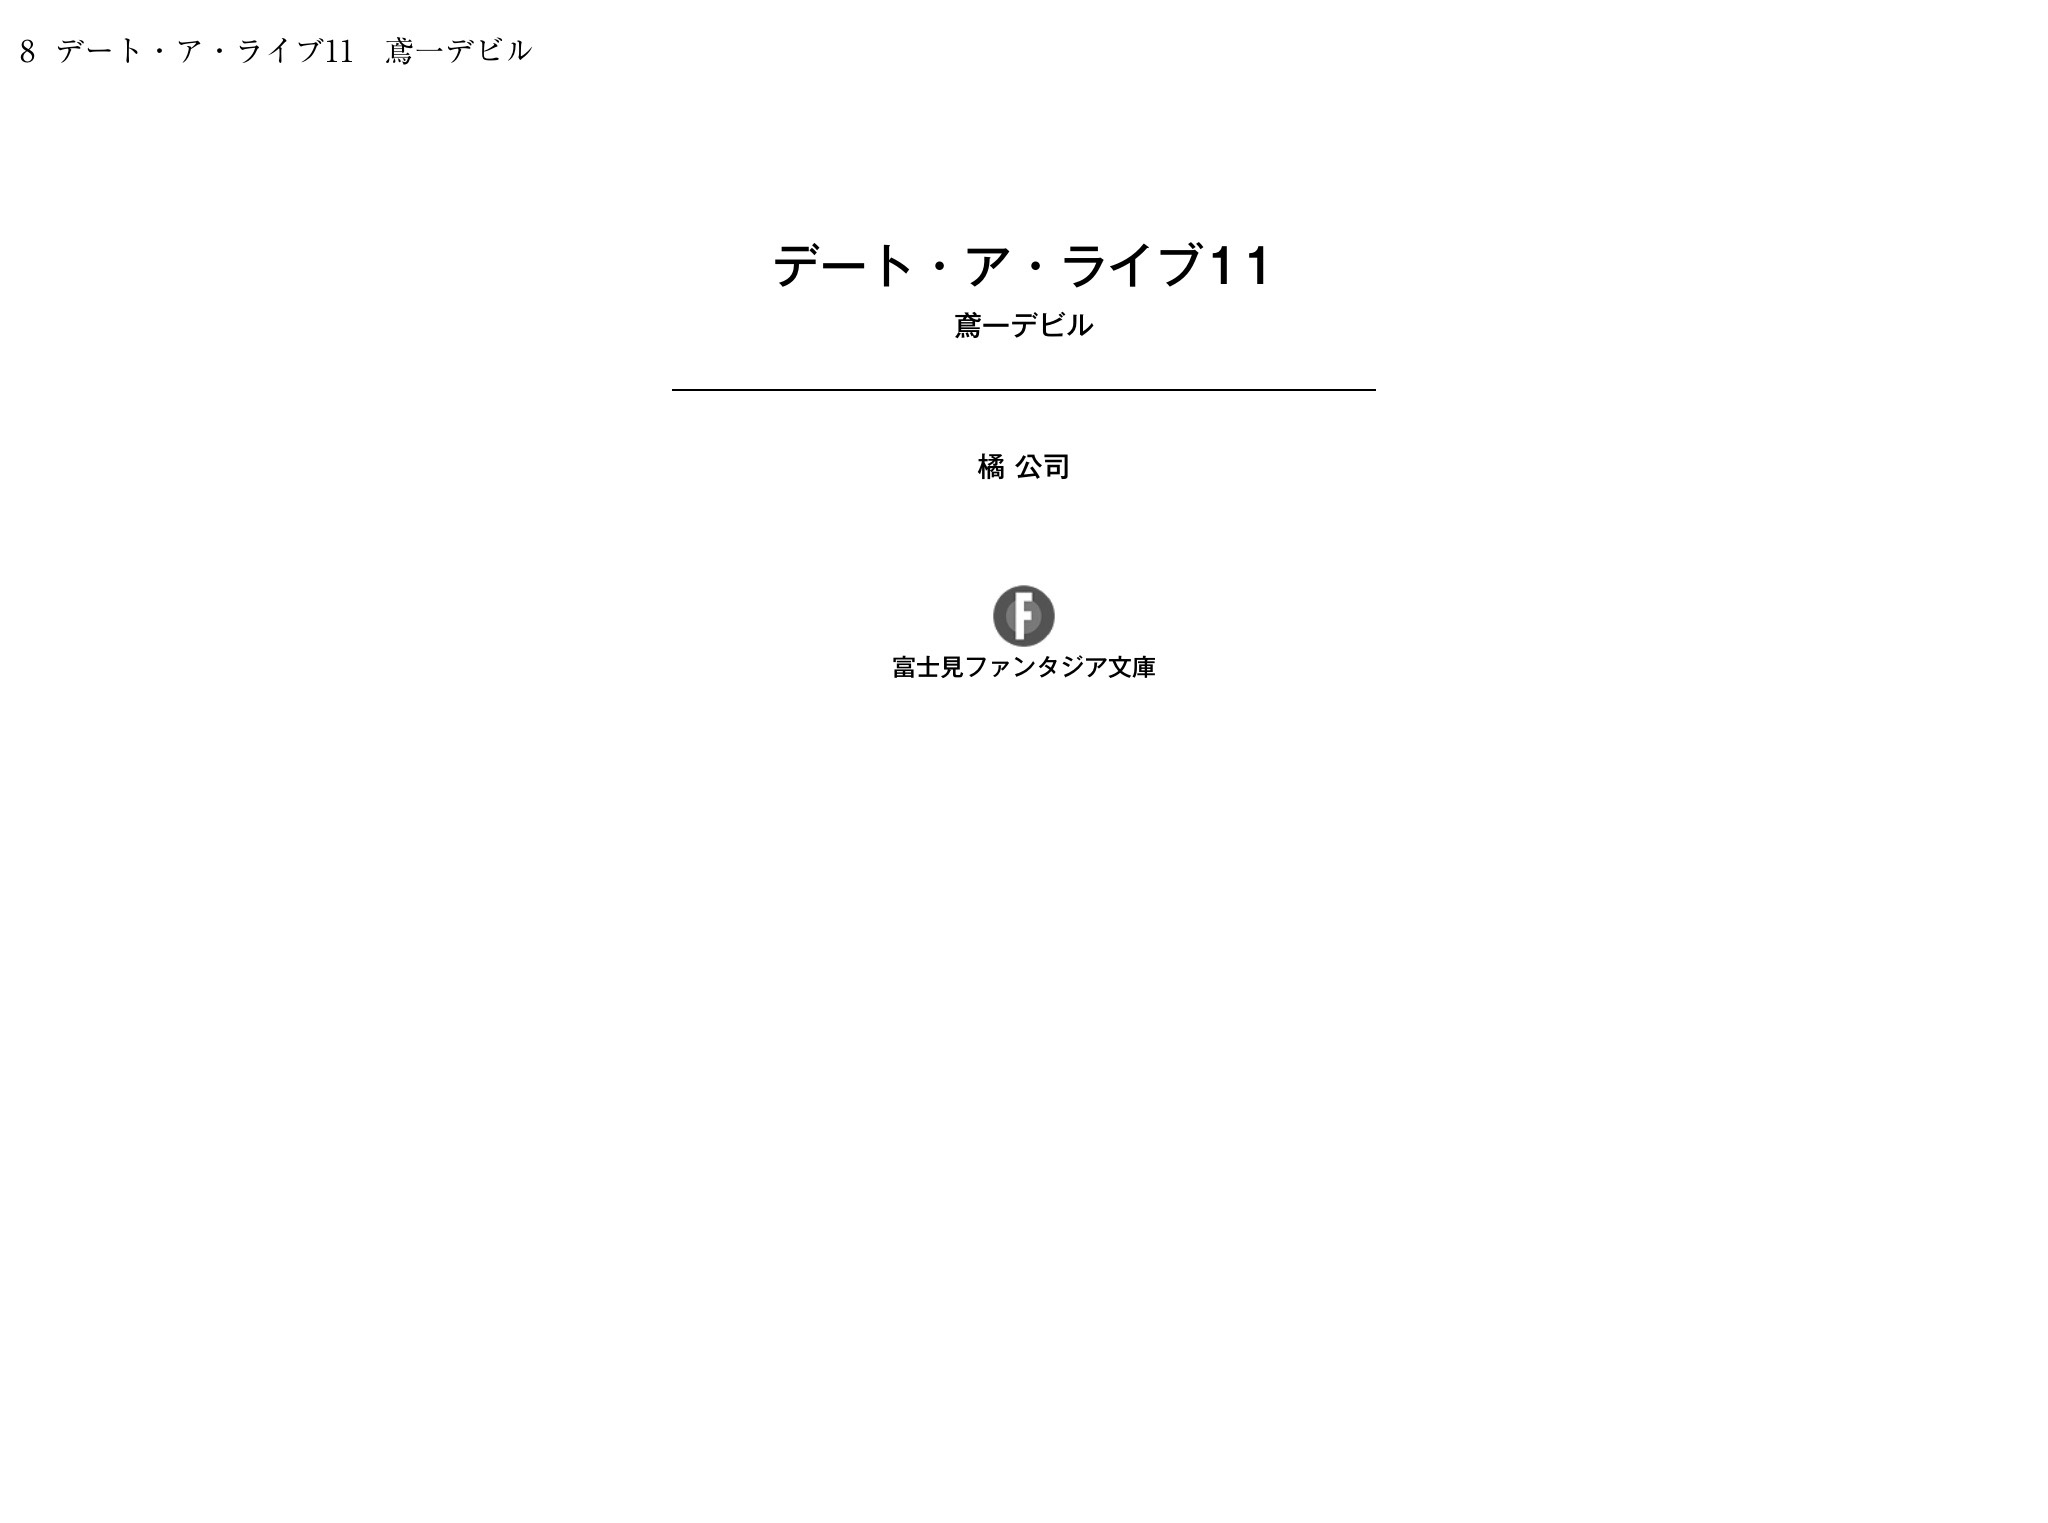 8 デート・ア・ライブ11　鳶一デビル
デート・ア・ライブ11
鳶一デビル
橘 公司
F
富士見ファンタジア文庫